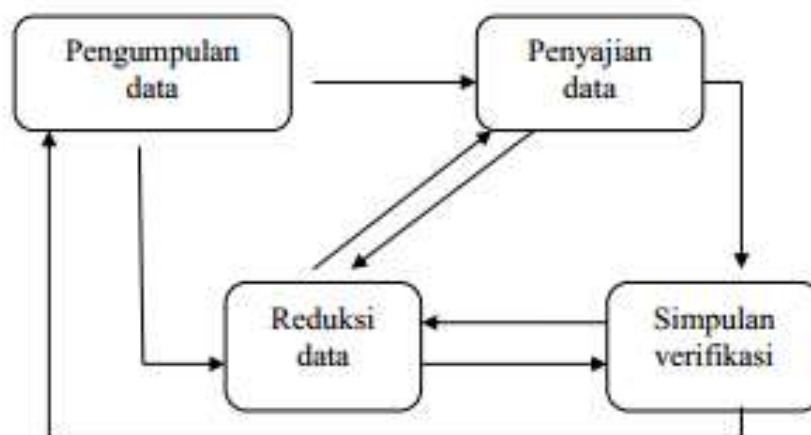 Pengumpulan
data
Penyajian
data
Reduksi
data
Simpulan
verifikasi